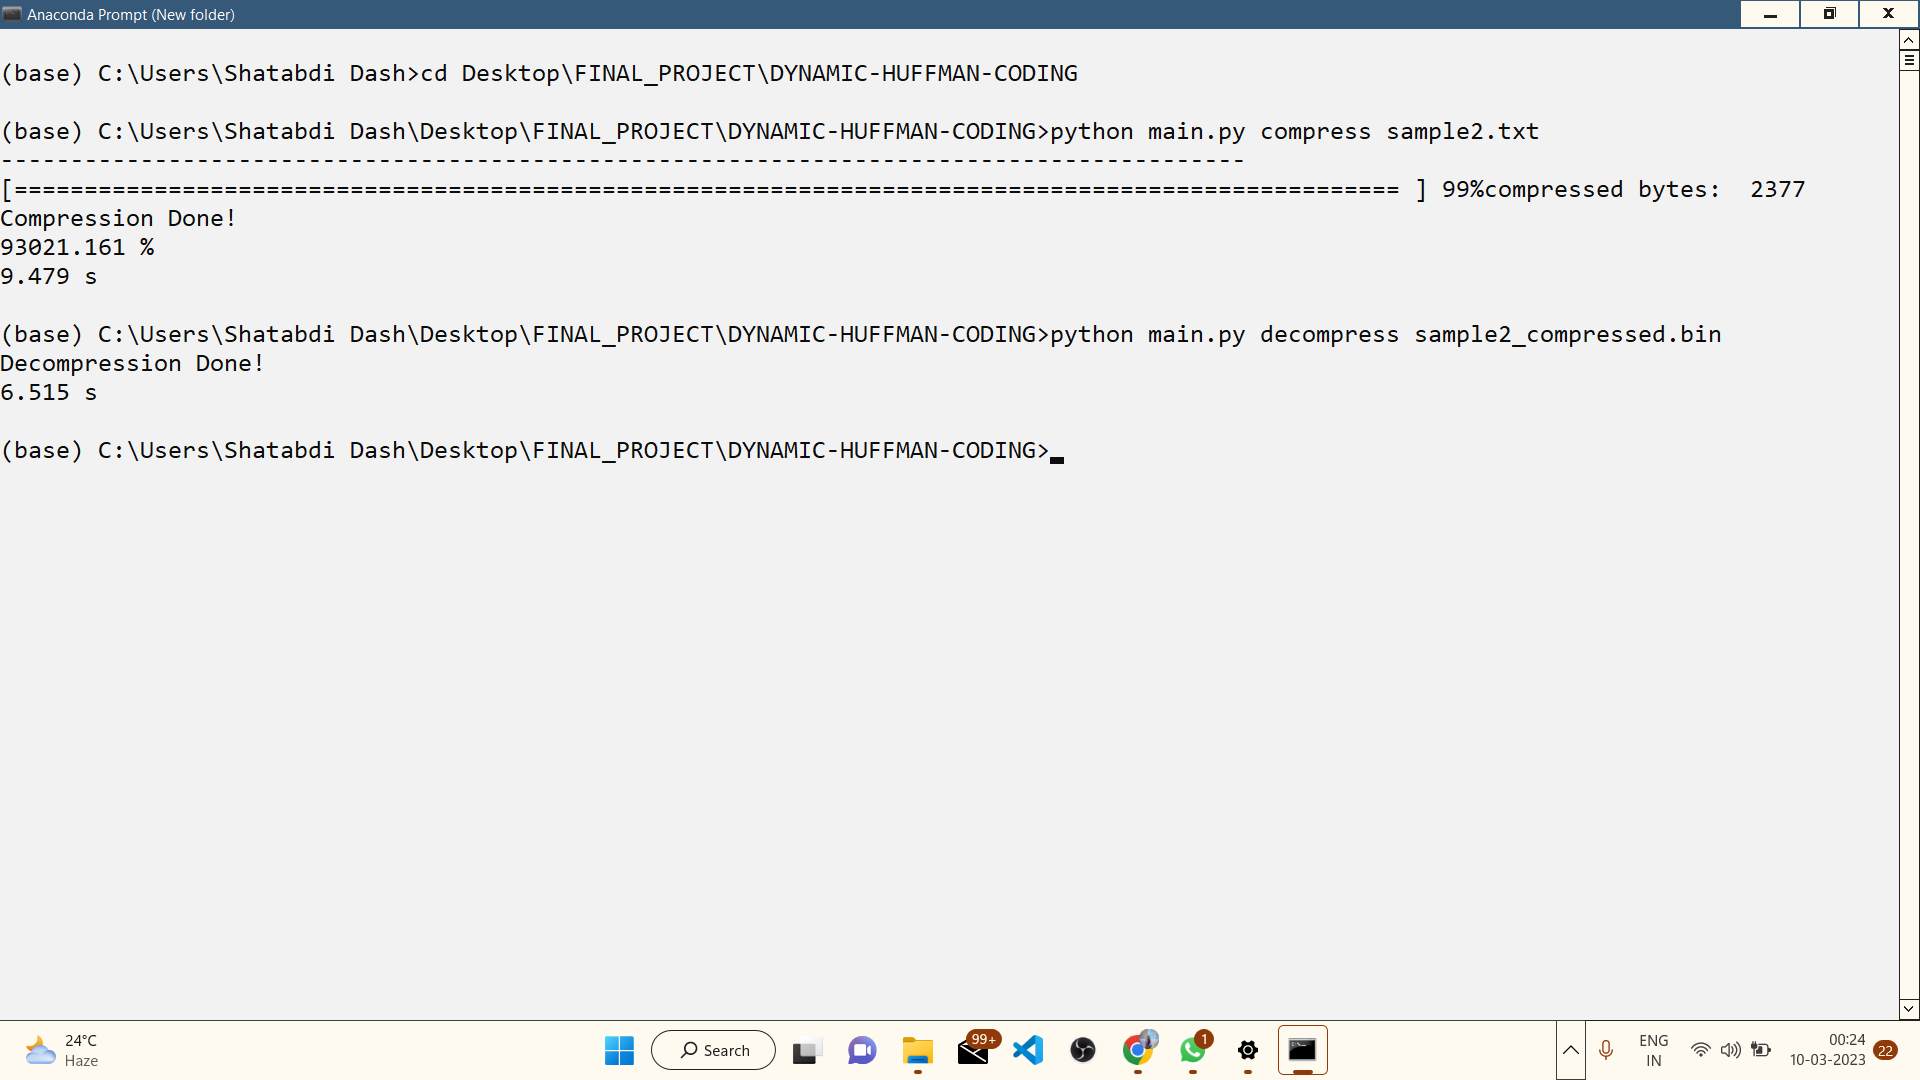 Anaconda Prompt (New folder)
(base) C:\Users\Shatabdi Dash>cd Desktop\FINAL_PROJECT\DYNAMIC-HUFFMAN-CODING
(base) C:\Users\Shatabdi Dash\Desktop\FINAL_PROJECT\DYNAMIC-HUFFMAN-CODING>python main.py compress sample2.txt
-----------------------------------------------------------------------------------------
[=================================================================================================== ] 99%compressed bytes:  2377
Compression Done!
93021.161 %
9.479 s
(base) C:\Users\Shatabdi Dash\Desktop\FINAL_PROJECT\DYNAMIC-HUFFMAN-CODING>python main.py decompress sample2_compressed.bin
Decompression Done!
6.515 s
(base) C:\Users\Shatabdi Dash\Desktop\FINAL_PROJECT\DYNAMIC-HUFFMAN-CODING>
24°C
Haze
Search
99+
1
ENG
IN
00:24
10-03-2023
22